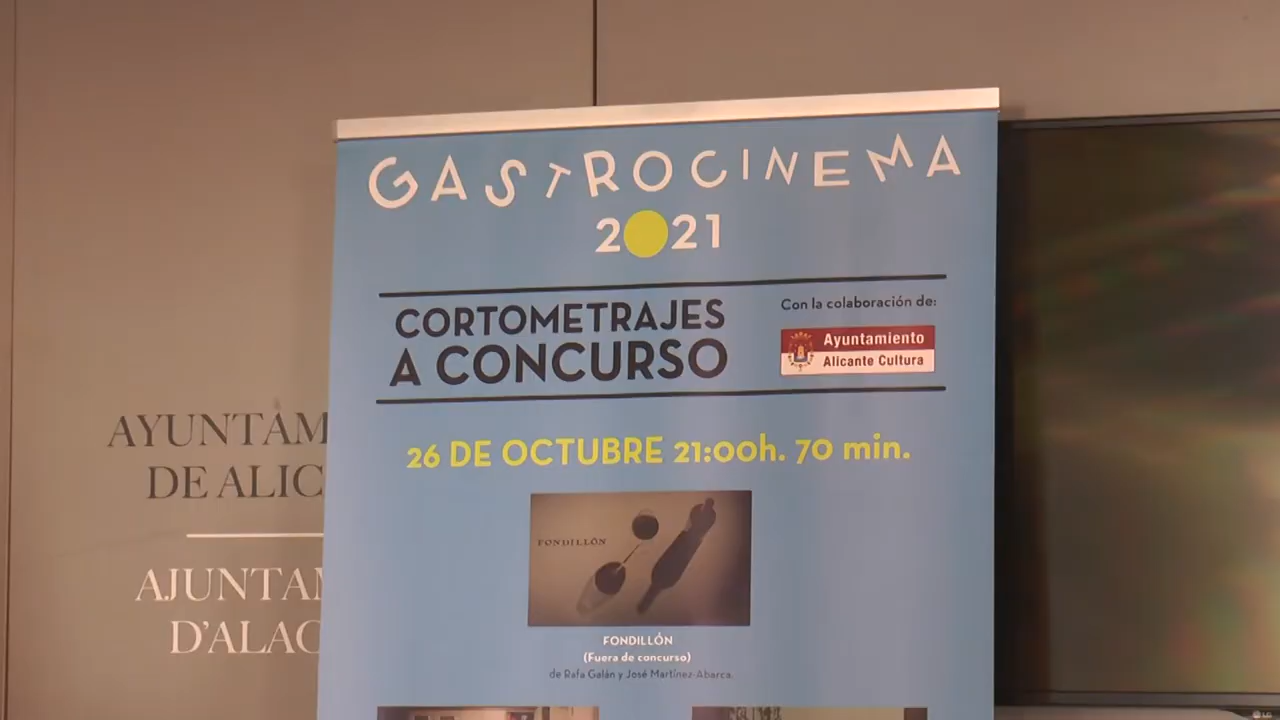 GASTROCINEMA
2021
CORTOMETRAJES
A CONCURSO
Con la colaboración de:
Ayuntamiento
Alicante Cultura
26 DE OCTUBRE 21:00h. 70 min.
FONDILLÓN
FONDILLÓN
(Fuera de concurso)
de Rafa Galán y José Martínez-Abarca.
AYUNTAM
DE ALIC
AJUNTAM
D'ALAC
LG